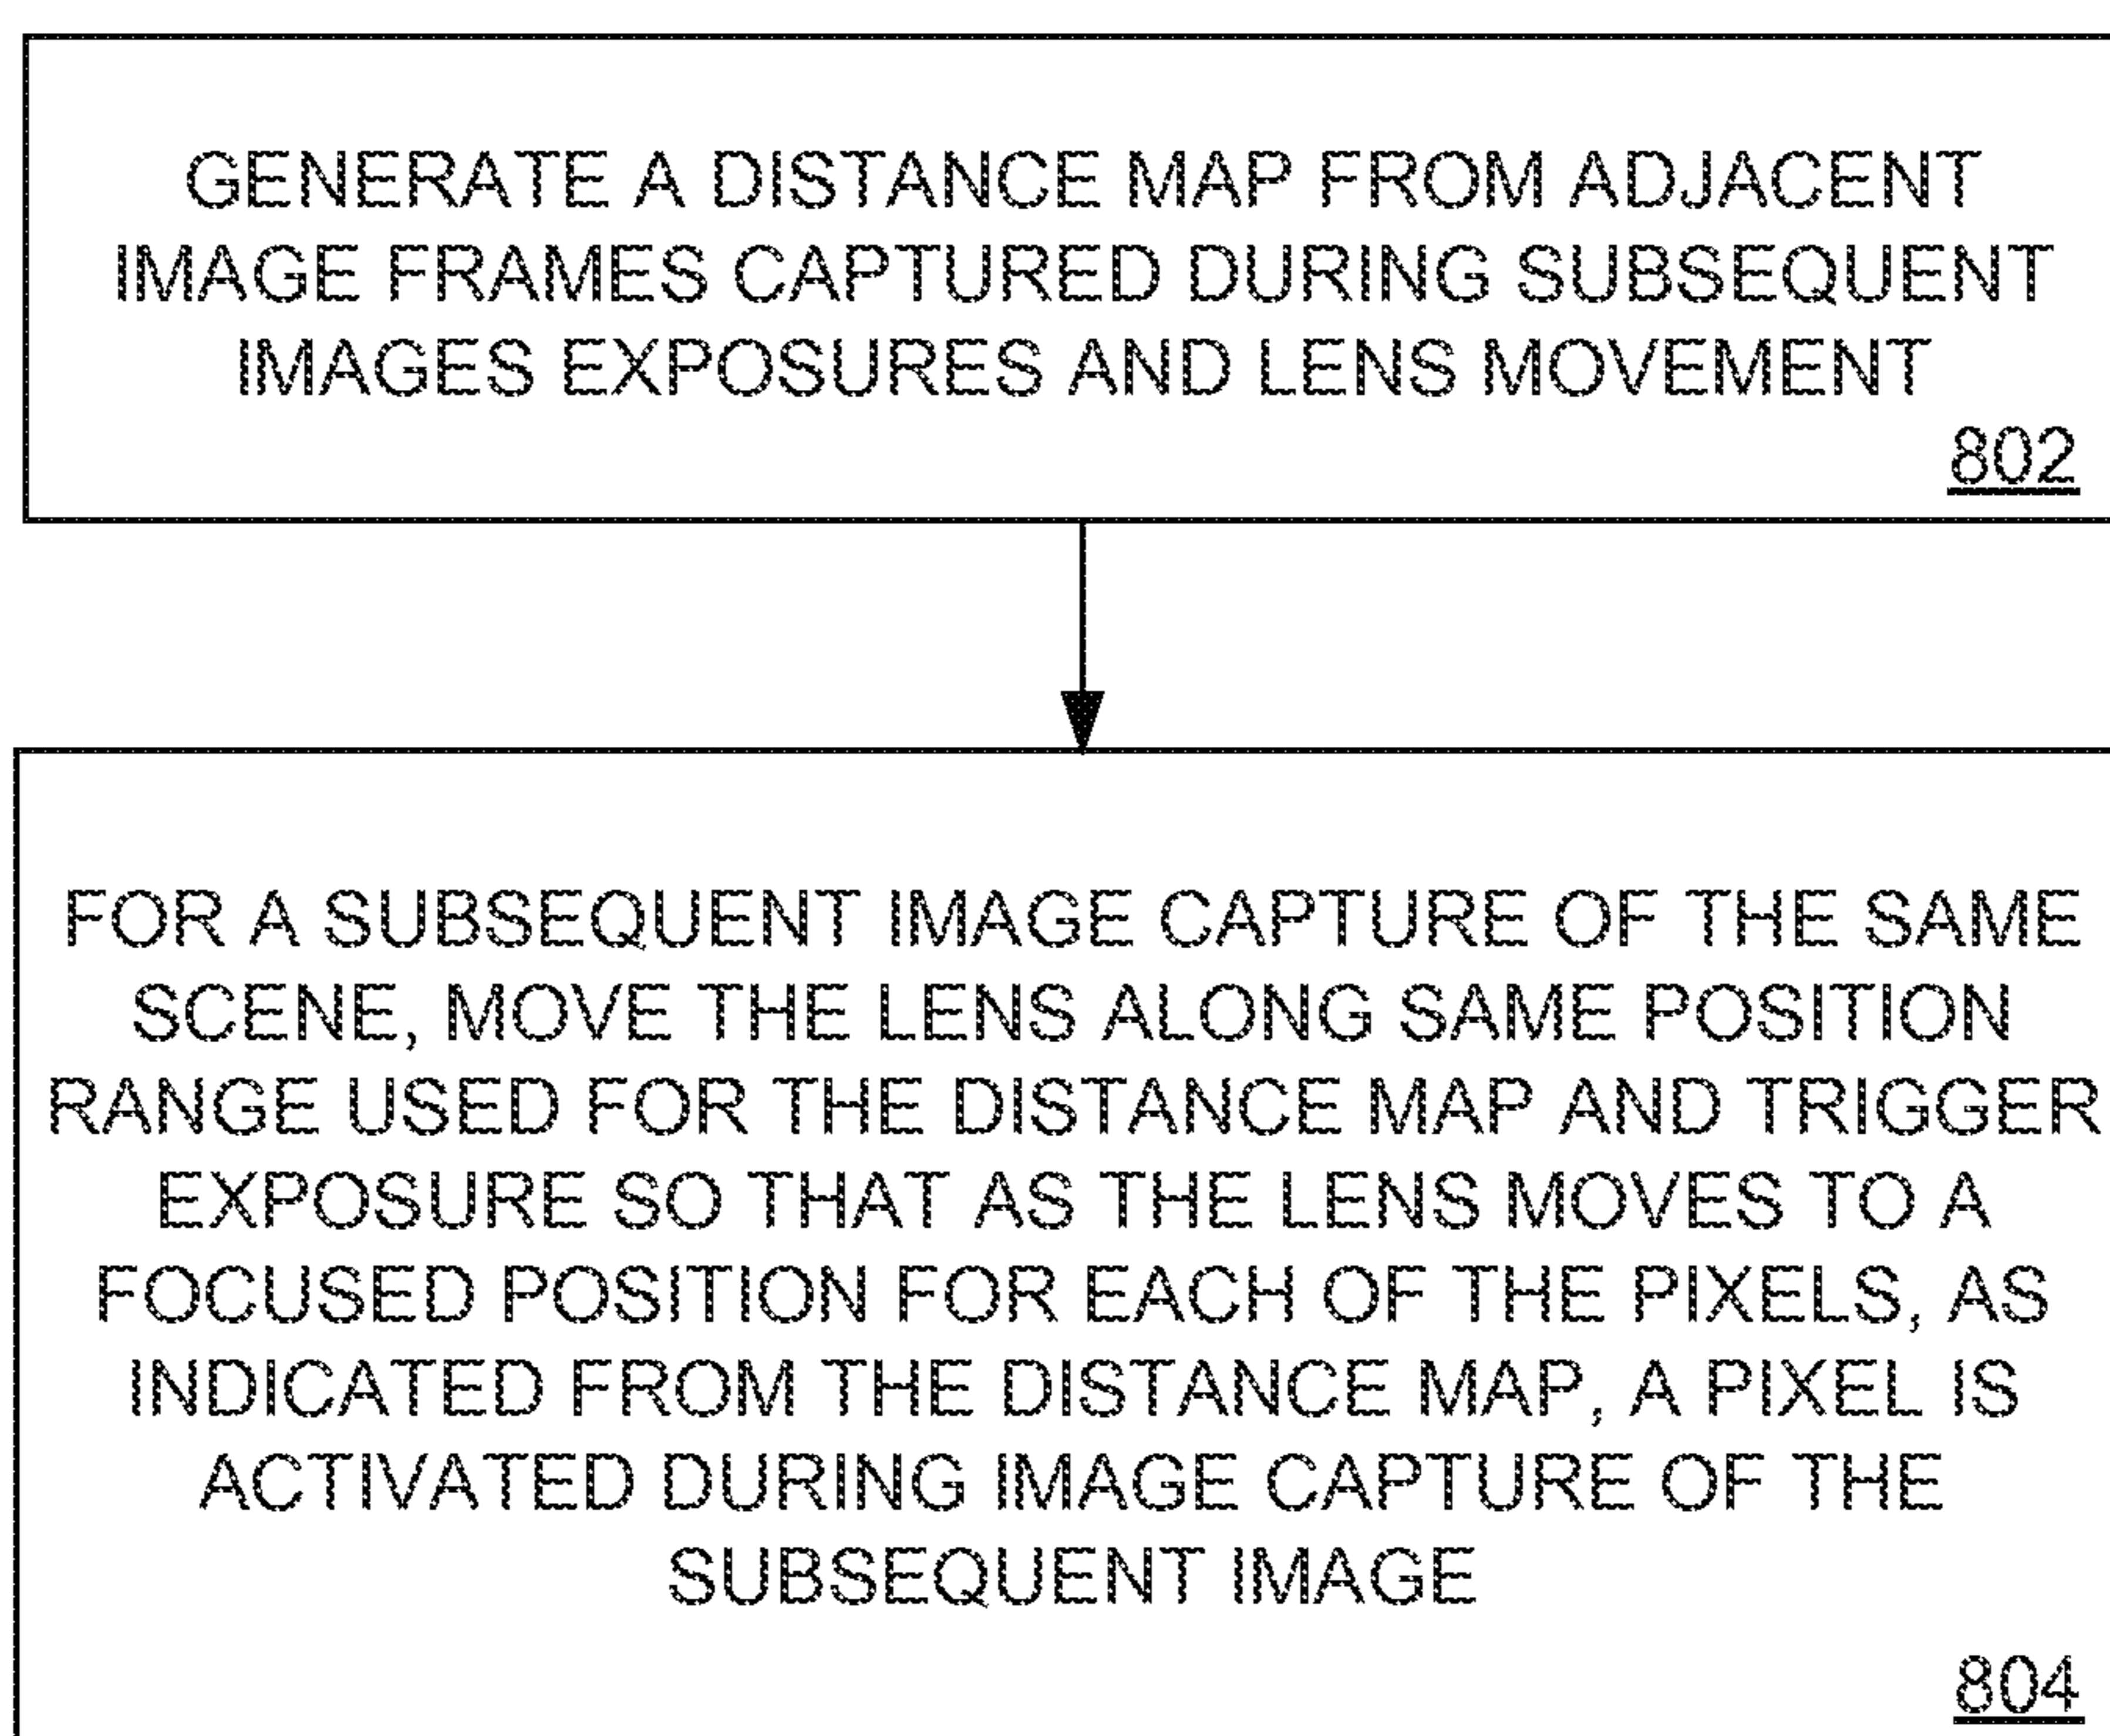 GENERATE A DISTANCE MAP FROM ADJACENT
IMAGE FRAMES CAPTURED DURING SUBSEQUENT
IMAGES EXPOSURES AND LENS MOVEMENT
802
FOR A SUBSEQUENT IMAGE CAPTURE OF THE SAME
SCENE, MOVE THE LENS ALONG SAME POSITION
RANGE USED FOR THE DISTANCE MAP AND TRIGGER
EXPOSURE SO THAT AS THE LENS MOVES TO A
FOCUSED POSITION FOR EACH OF THE PIXELS, AS
INDICATED FROM THE DISTANCE MAP, A PIXEL IS
ACTIVATED DURING IMAGE CAPTURE OF THE
SUBSEQUENT IMAGE
804